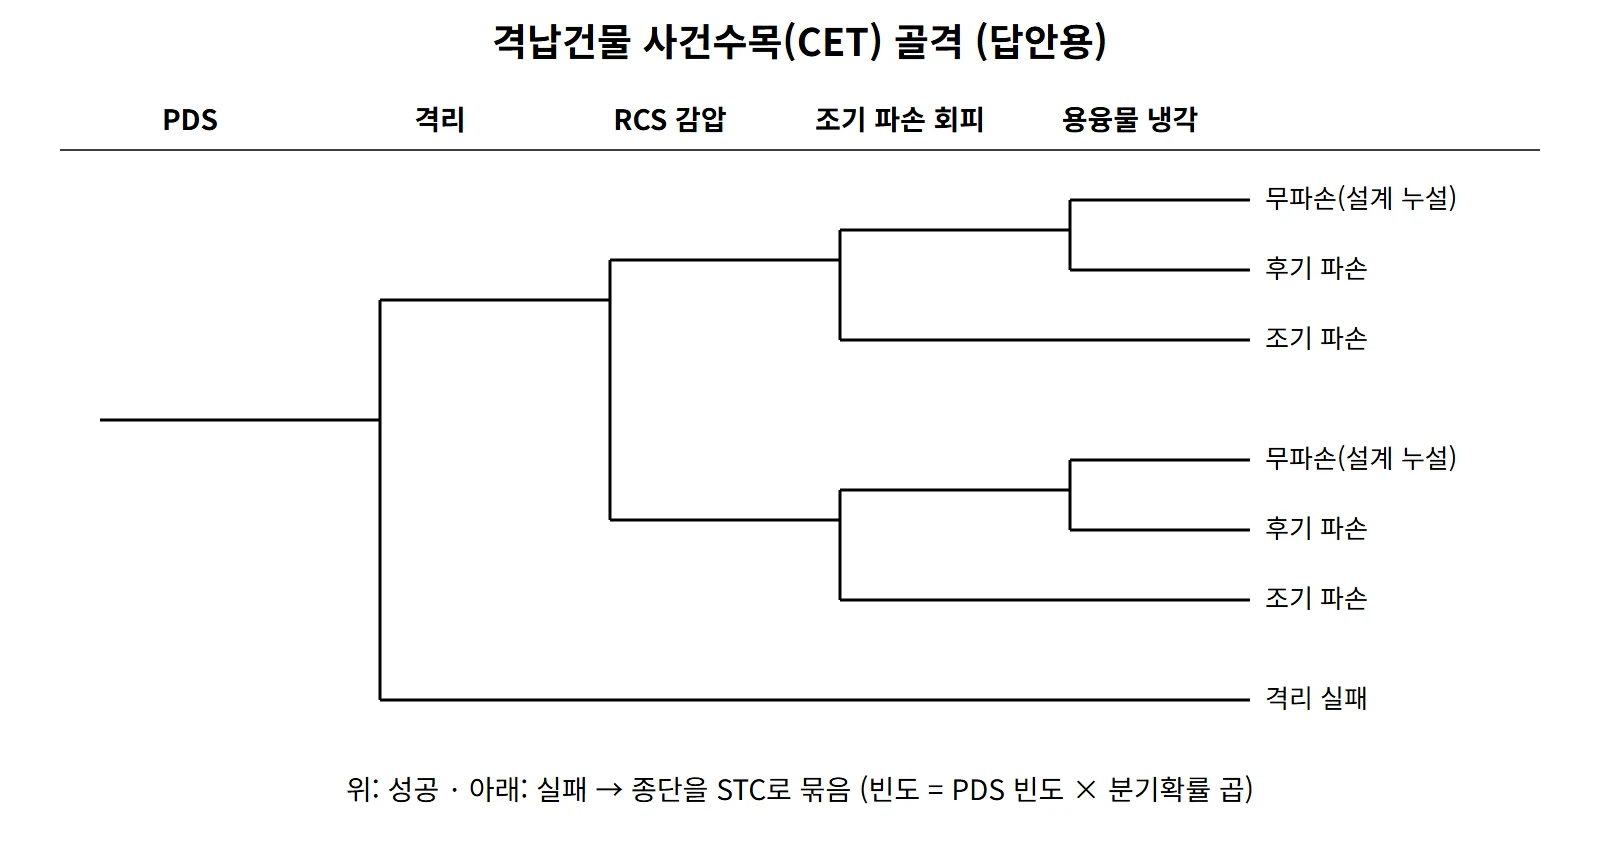 격납건물 사건수목(CET) 골격 (답안용)
PDS 격리 RCS 감압 조기 파손 회피 용융물 냉각
무파손(설계 누설)
후기 파손
조기 파손
무파손(설계 누설)
후기 파손
조기 파손
격리 실패
위: 성공 · 아래: 실패 → 종단을 STC로 묶음 (빈도 = PDS 빈도 × 분기확률 곱)